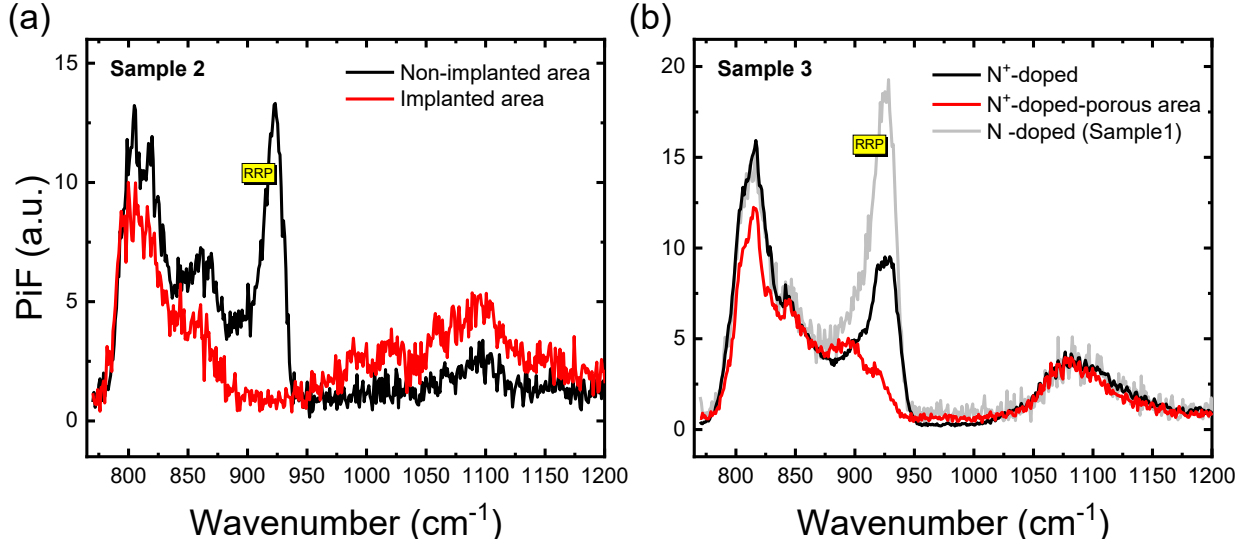 (a)
Sample 2
Non-implanted area
Implanted area
RRP
15
10
5
0
PiF (a.u.)
800 850 900 950 1000 1050 1100 1150 1200
Wavenumber (cm⁻¹)
(b)
Sample 3
N⁺-doped
N⁺-doped-porous area
N -doped (Sample1)
RRP
20
15
10
5
0
800 850 900 950 1000 1050 1100 1150 1200
Wavenumber (cm⁻¹)